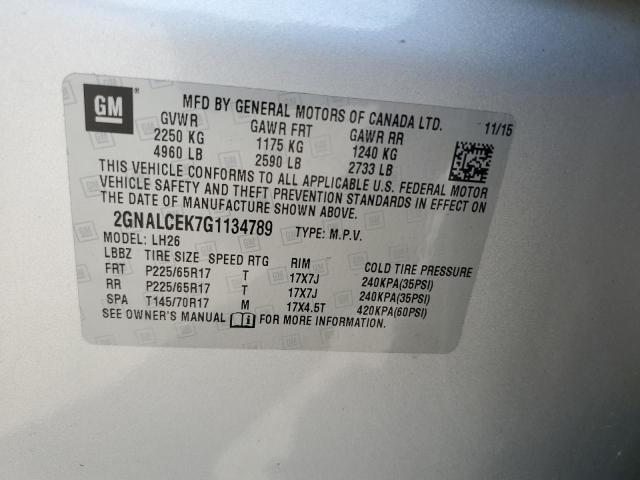 GM
MFD BY GENERAL MOTORS OF CANADA LTD. 11/15
GVWR GAWR FRT GAWR RR
2250 KG 1175 KG 1240 KG
4960 LB 2590 LB 2733 LB
THIS VEHICLE CONFORMS TO ALL APPLICABLE U.S. FEDERAL MOTOR
VEHICLE SAFETY AND THEFT PREVENTION STANDARDS IN EFFECT ON
THE DATE OF MANUFACTURE SHOWN ABOVE.
2GNALCEK7G1134789 TYPE: M.P.V.
MODEL: LH26
LBBZ TIRE SIZE SPEED RTG RIM COLD TIRE PRESSURE
FRT P225/65R17 T 17X7J 240KPA(35PSI)
RR P225/65R17 T 17X7J 240KPA(35PSI)
SPA T145/70R17 M 17X4.5T 420KPA(60PSI)
SEE OWNER'S MANUAL FOR MORE INFORMATION.